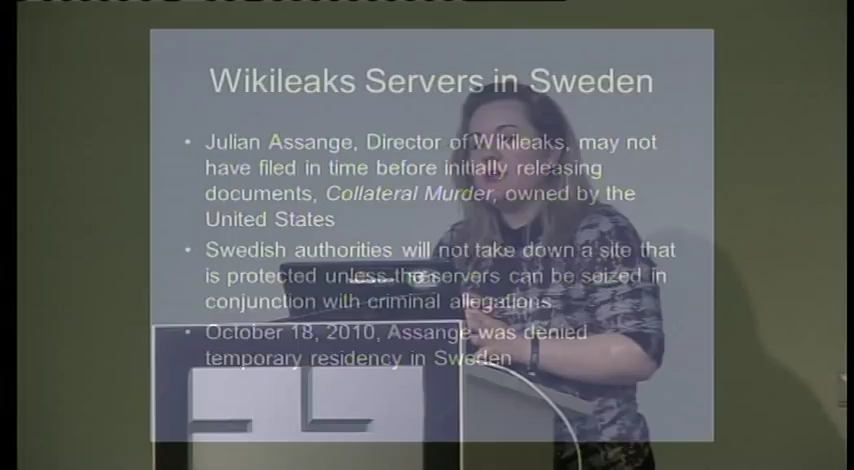 Wikileaks Servers in Sweden
• Julian Assange, Director of Wikileaks, may not
have filed in time before initially releasing
documents, Collateral Murder, owned by the
United States
• Swedish authorities will not take down a site that
is protected unless the servers can be seized in
conjunction with criminal allegations
• October 18, 2010, Assange was denied
temporary residency in Sweden